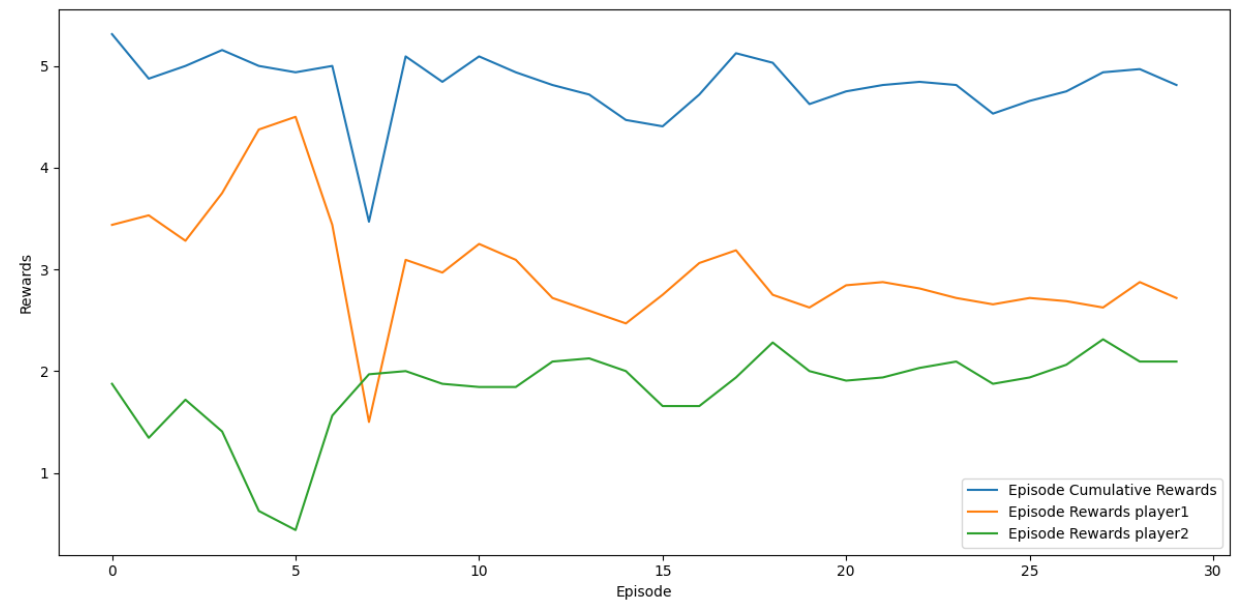 5
4
3
2
1
Rewards
Episode Cumulative Rewards
Episode Rewards player1
Episode Rewards player2
0 5 10 15 20 25 30
Episode